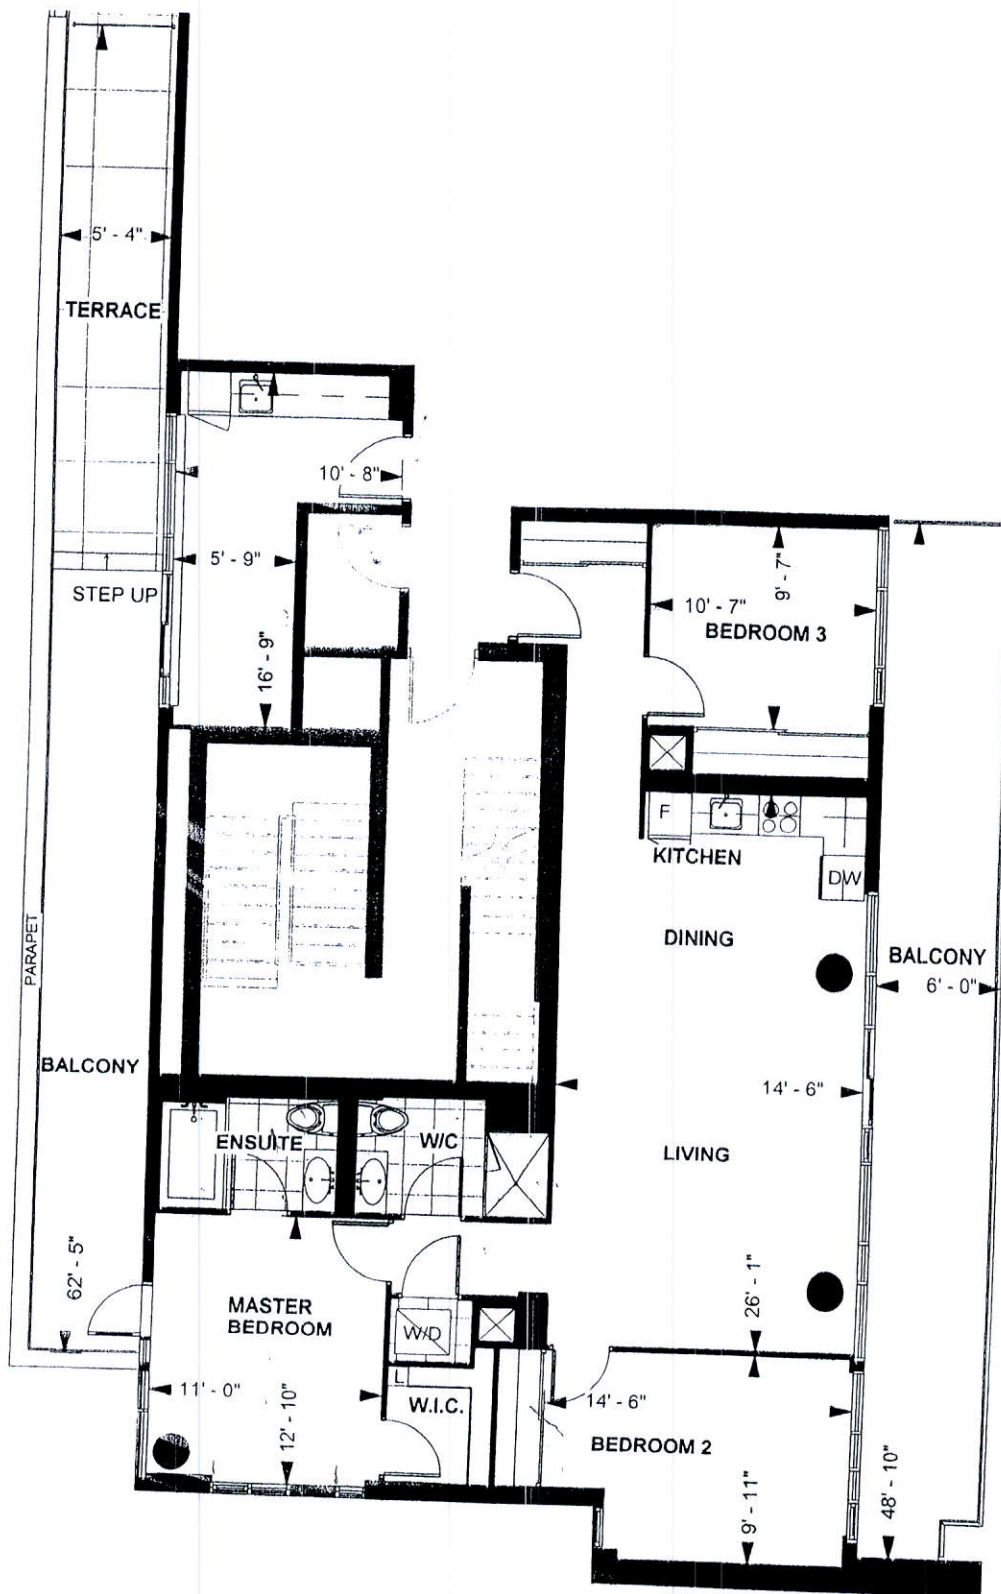 5' - 4"
TERRACE
10' - 8"
5' - 9"
STEP UP
16' - 9"
9' - 7"
10' - 7"
BEDROOM 3
F
KITCHEN
DW
DINING
PARAPET
BALCONY
6' - 0"
BALCONY
14' - 6"
ENSUITE
W/C
LIVING
62' - 5"
26' - 1"
MASTER
BEDROOM
W/D
11' - 0"
L
W.I.C.
14' - 6"
12' - 10"
BEDROOM 2
9' - 11"
48' - 10"